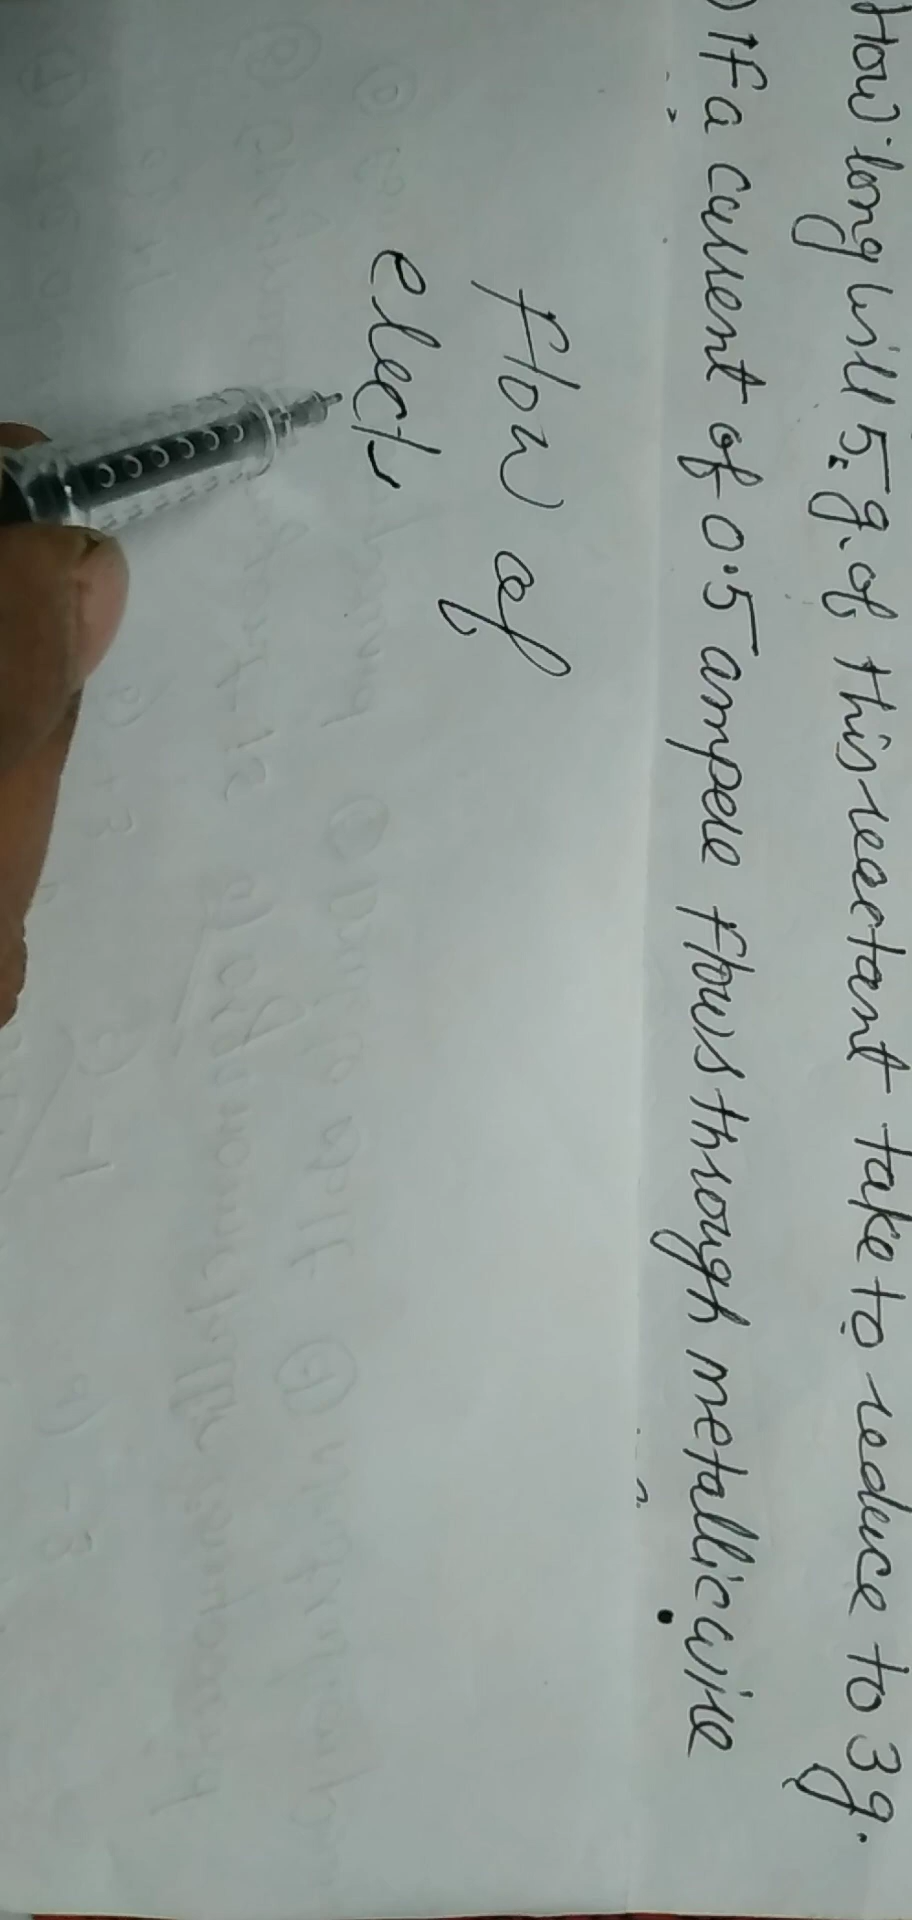 How long will 5 g. of this reactant take to reduce to 3g.
) If a current of 0.5 ampere flows through metallic wire
flow of
elect